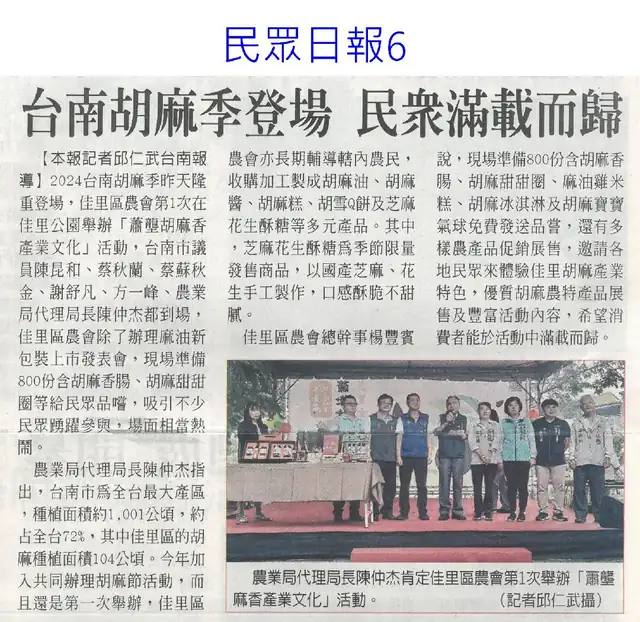 民眾日報6
台南胡麻季登場 民眾滿載而歸
【本報記者邱仁武台南報
導】2024台南胡麻季昨天隆
重登場，佳里區農會第1次在
佳里公園舉辦「蕭壟胡麻香
產業文化」活動，台南市議
員陳昆和、蔡秋蘭、蔡蘇秋
金、謝舒凡、方一峰、農業
局代理局長陳仲杰都到場，
佳里區農會除了辦理麻油新
包裝上市發表會，現場準備
800份含胡麻香腸、胡麻甜甜
圈等給民眾品嚐，吸引不少
民眾踴躍參與，場面相當熱
鬧。
農業局代理局長陳仲杰指
出，台南市為全台最大產區
，種植面積約1,001公頃，約
占全台72%，其中佳里區的胡
麻種植面積104公頃。今年加
入共同辦理胡麻節活動，而
且還是第一次舉辦，佳里區
農會亦長期輔導轄內農民，
收購加工製成胡麻油、胡麻
醬、胡麻糕、胡雪Q餅及芝麻
花生酥糖等多元產品。其中
，芝麻花生酥糖為季節限量
發售商品，以國產芝麻、花
生手工製作，口感酥脆不甜
膩。
佳里區農會總幹事楊豐賓
說，現場準備800份含胡麻香
腸、胡麻甜甜圈、麻油雞米
糕、胡麻冰淇淋及胡麻寶寶
氣球免費發送品嘗，還有多
樣農產品促銷展售，邀請各
地民眾來體驗佳里胡麻產業
特色，優質胡麻農特產品展
售及豐富活動內容，希望消
費者能於活動中滿載而歸。
農業局代理局長陳仲杰肯定佳里區農會第1次舉辦「蕭壟
麻香產業文化」活動。 （記者邱仁武攝）